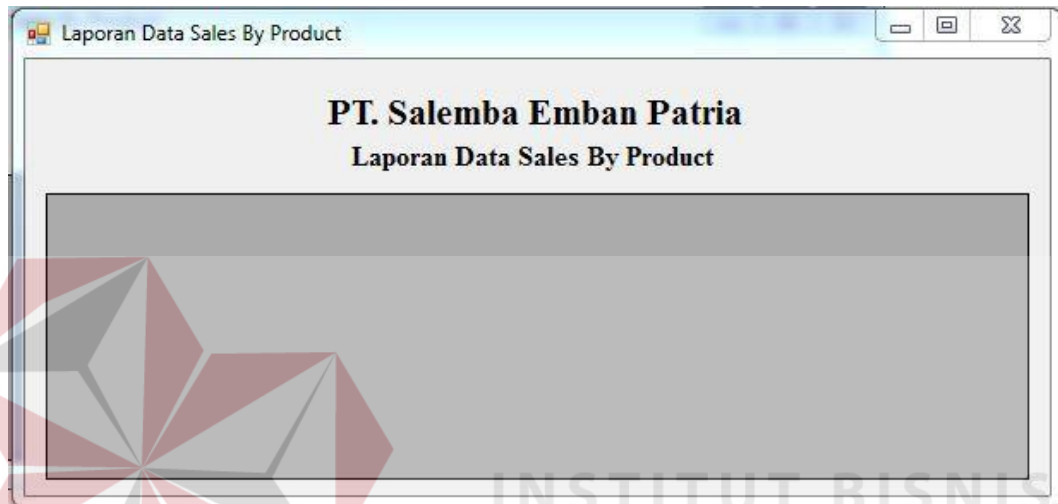 Laporan Data Sales By Product
PT. Salemba Emban Patria
Laporan Data Sales By Product
INSTITUT BISNIS